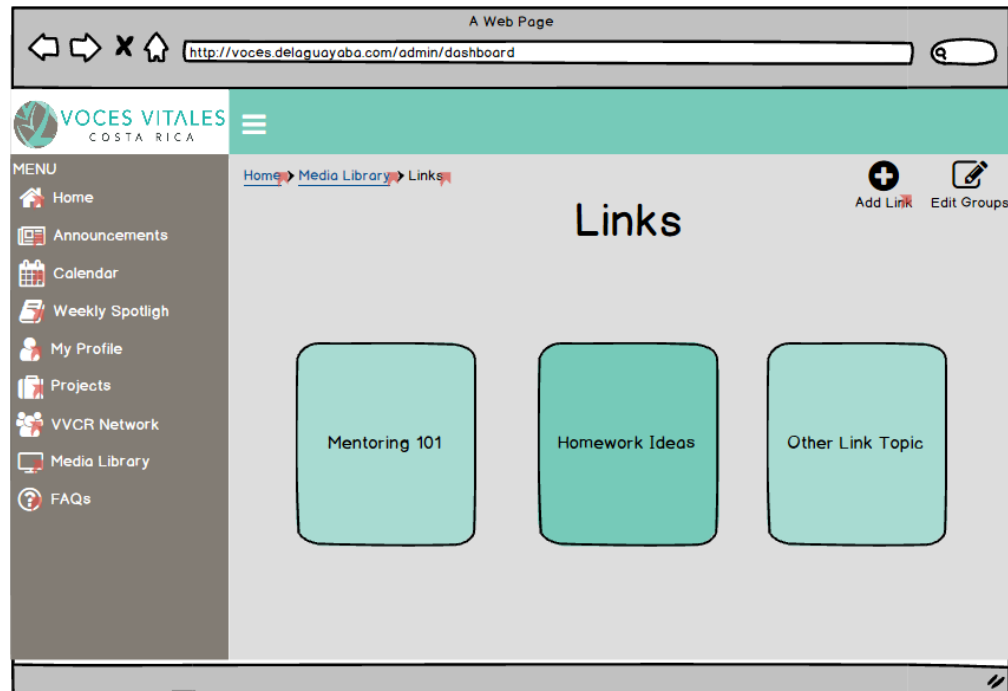 A Web Page
http://voces.delaguayaba.com/admin/dashboard
VOCES VITALES
COSTA RICA
MENU
Home
Announcements
Calendar
Weekly Spotligh
My Profile
Projects
VVCR Network
Media Library
FAQs
Home Media Library Links
Add Link Edit Groups
Links
Mentoring 101 Homework Ideas Other Link Topic